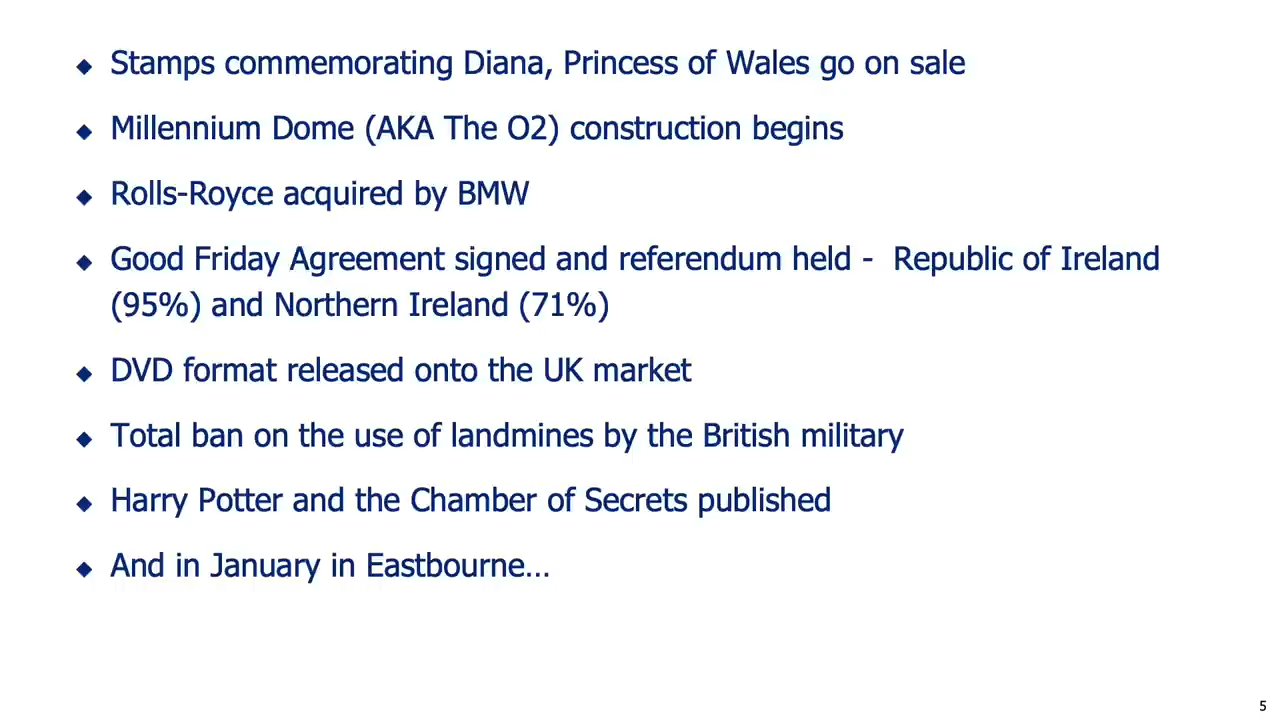 ◆ Stamps commemorating Diana, Princess of Wales go on sale
◆ Millennium Dome (AKA The O2) construction begins
◆ Rolls-Royce acquired by BMW
◆ Good Friday Agreement signed and referendum held -  Republic of Ireland
(95%) and Northern Ireland (71%)
◆ DVD format released onto the UK market
◆ Total ban on the use of landmines by the British military
◆ Harry Potter and the Chamber of Secrets published
◆ And in January in Eastbourne…
5